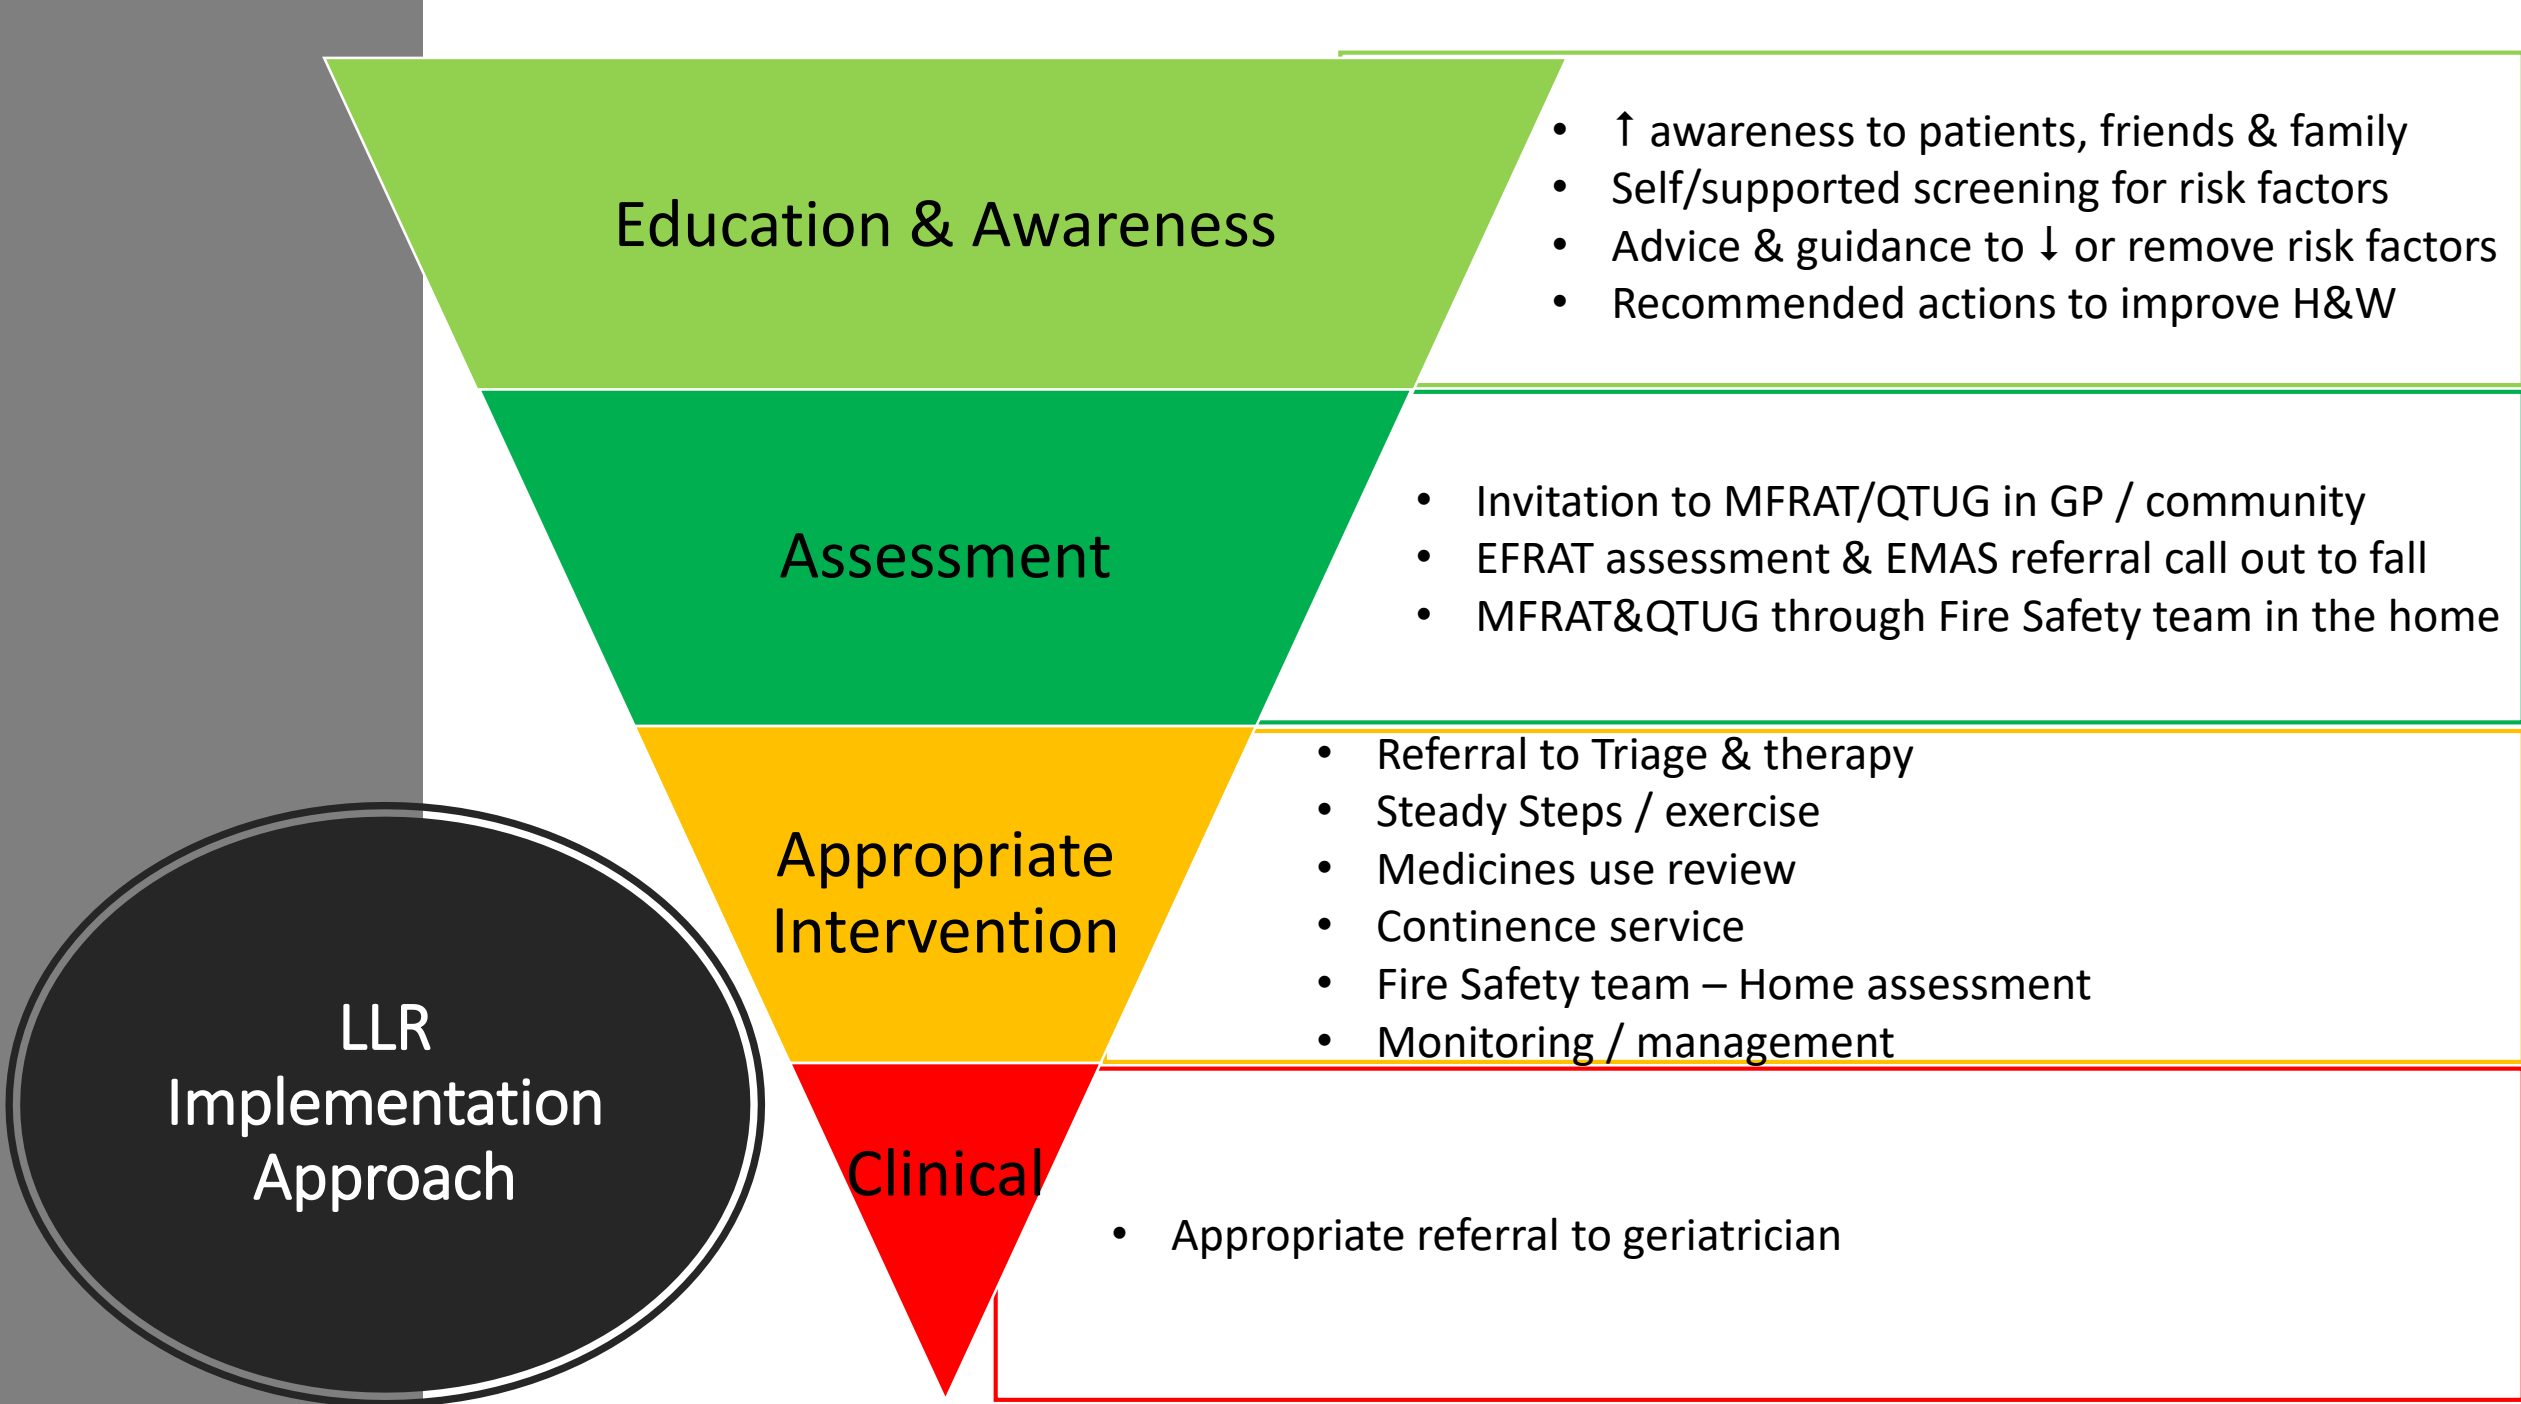 Education & Awareness
• ↑ awareness to patients, friends & family
• Self/supported screening for risk factors
• Advice & guidance to ↓ or remove risk factors
• Recommended actions to improve H&W
Assessment
• Invitation to MFRAT/QTUG in GP / community
• EFRAT assessment & EMAS referral call out to fall
• MFRAT&QTUG through Fire Safety team in the home
Appropriate
Intervention
• Referral to Triage & therapy
• Steady Steps / exercise
• Medicines use review
• Continence service
• Fire Safety team – Home assessment
• Monitoring / management
Clinical
• Appropriate referral to geriatrician
LLR
Implementation
Approach